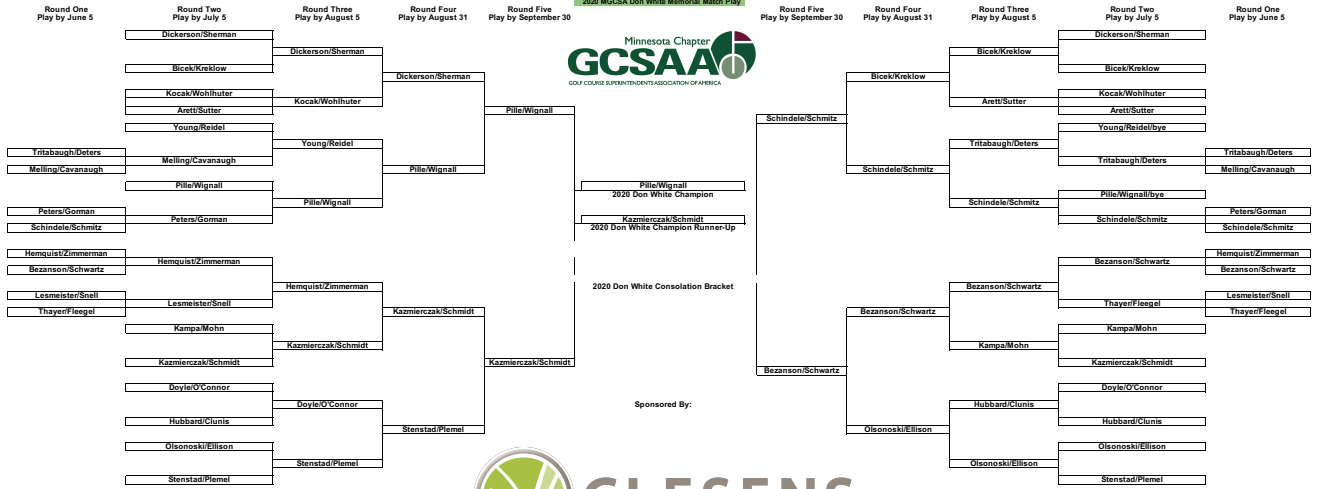 2020 MGCSA Don White Memorial Match Play
Round One
Play by June 5
Round Two
Play by July 5
Round Three
Play by August 5
Round Four
Play by August 31
Round Five
Play by September 30
Round Five
Play by September 30
Round Four
Play by August 31
Round Three
Play by August 5
Round Two
Play by July 5
Round One
Play by June 5
Tritabaugh/Deters
Melling/Cavanaugh
Peters/Gorman
Schindele/Schmitz
Hemquist/Zimmerman
Bezanson/Schwartz
Lesmeister/Snell
Thayer/Fleegel
Dickerson/Sherman
Bicek/Kreklow
Kocak/Wohlhuter
Arett/Sutter
Young/Reidel
Melling/Cavanaugh
Pille/Wignall
Peters/Gorman
Hemquist/Zimmerman
Lesmeister/Snell
Kampa/Mohn
Kazmierczak/Schmidt
Doyle/O'Connor
Hubbard/Clunis
Olsonoski/Ellison
Stenstad/Plemel
Dickerson/Sherman
Kocak/Wohlhuter
Young/Reidel
Pille/Wignall
Hemquist/Zimmerman
Kazmierczak/Schmidt
Doyle/O'Connor
Stenstad/Plemel
Dickerson/Sherman
Pille/Wignall
Kazmierczak/Schmidt
Stenstad/Plemel
Pille/Wignall
Kazmierczak/Schmidt
Minnesota Chapter
GCSAA
GOLF COURSE SUPERINTENDENTS ASSOCIATION OF AMERICA
Pille/Wignall
2020 Don White Champion
Kazmierczak/Schmidt
2020 Don White Champion Runner-Up
2020 Don White Consolation Bracket
Sponsored By:
CLESENS
Schindele/Schmitz
Bezanson/Schwartz
Bicek/Kreklow
Schindele/Schmitz
Bezanson/Schwartz
Olsonoski/Ellison
Bicek/Kreklow
Arett/Sutter
Tritabaugh/Deters
Schindele/Schmitz
Bezanson/Schwartz
Kampa/Mohn
Hubbard/Clunis
Olsonoski/Ellison
Dickerson/Sherman
Bicek/Kreklow
Kocak/Wohlhuter
Arett/Sutter
Young/Reidel/bye
Tritabaugh/Deters
Pille/Wignall/bye
Schindele/Schmitz
Bezanson/Schwartz
Thayer/Fleegel
Kampa/Mohn
Kazmierczak/Schmidt
Doyle/O'Connor
Hubbard/Clunis
Olsonoski/Ellison
Stenstad/Plemel
Tritabaugh/Deters
Melling/Cavanaugh
Peters/Gorman
Schindele/Schmitz
Hemquist/Zimmerman
Bezanson/Schwartz
Lesmeister/Snell
Thayer/Fleegel